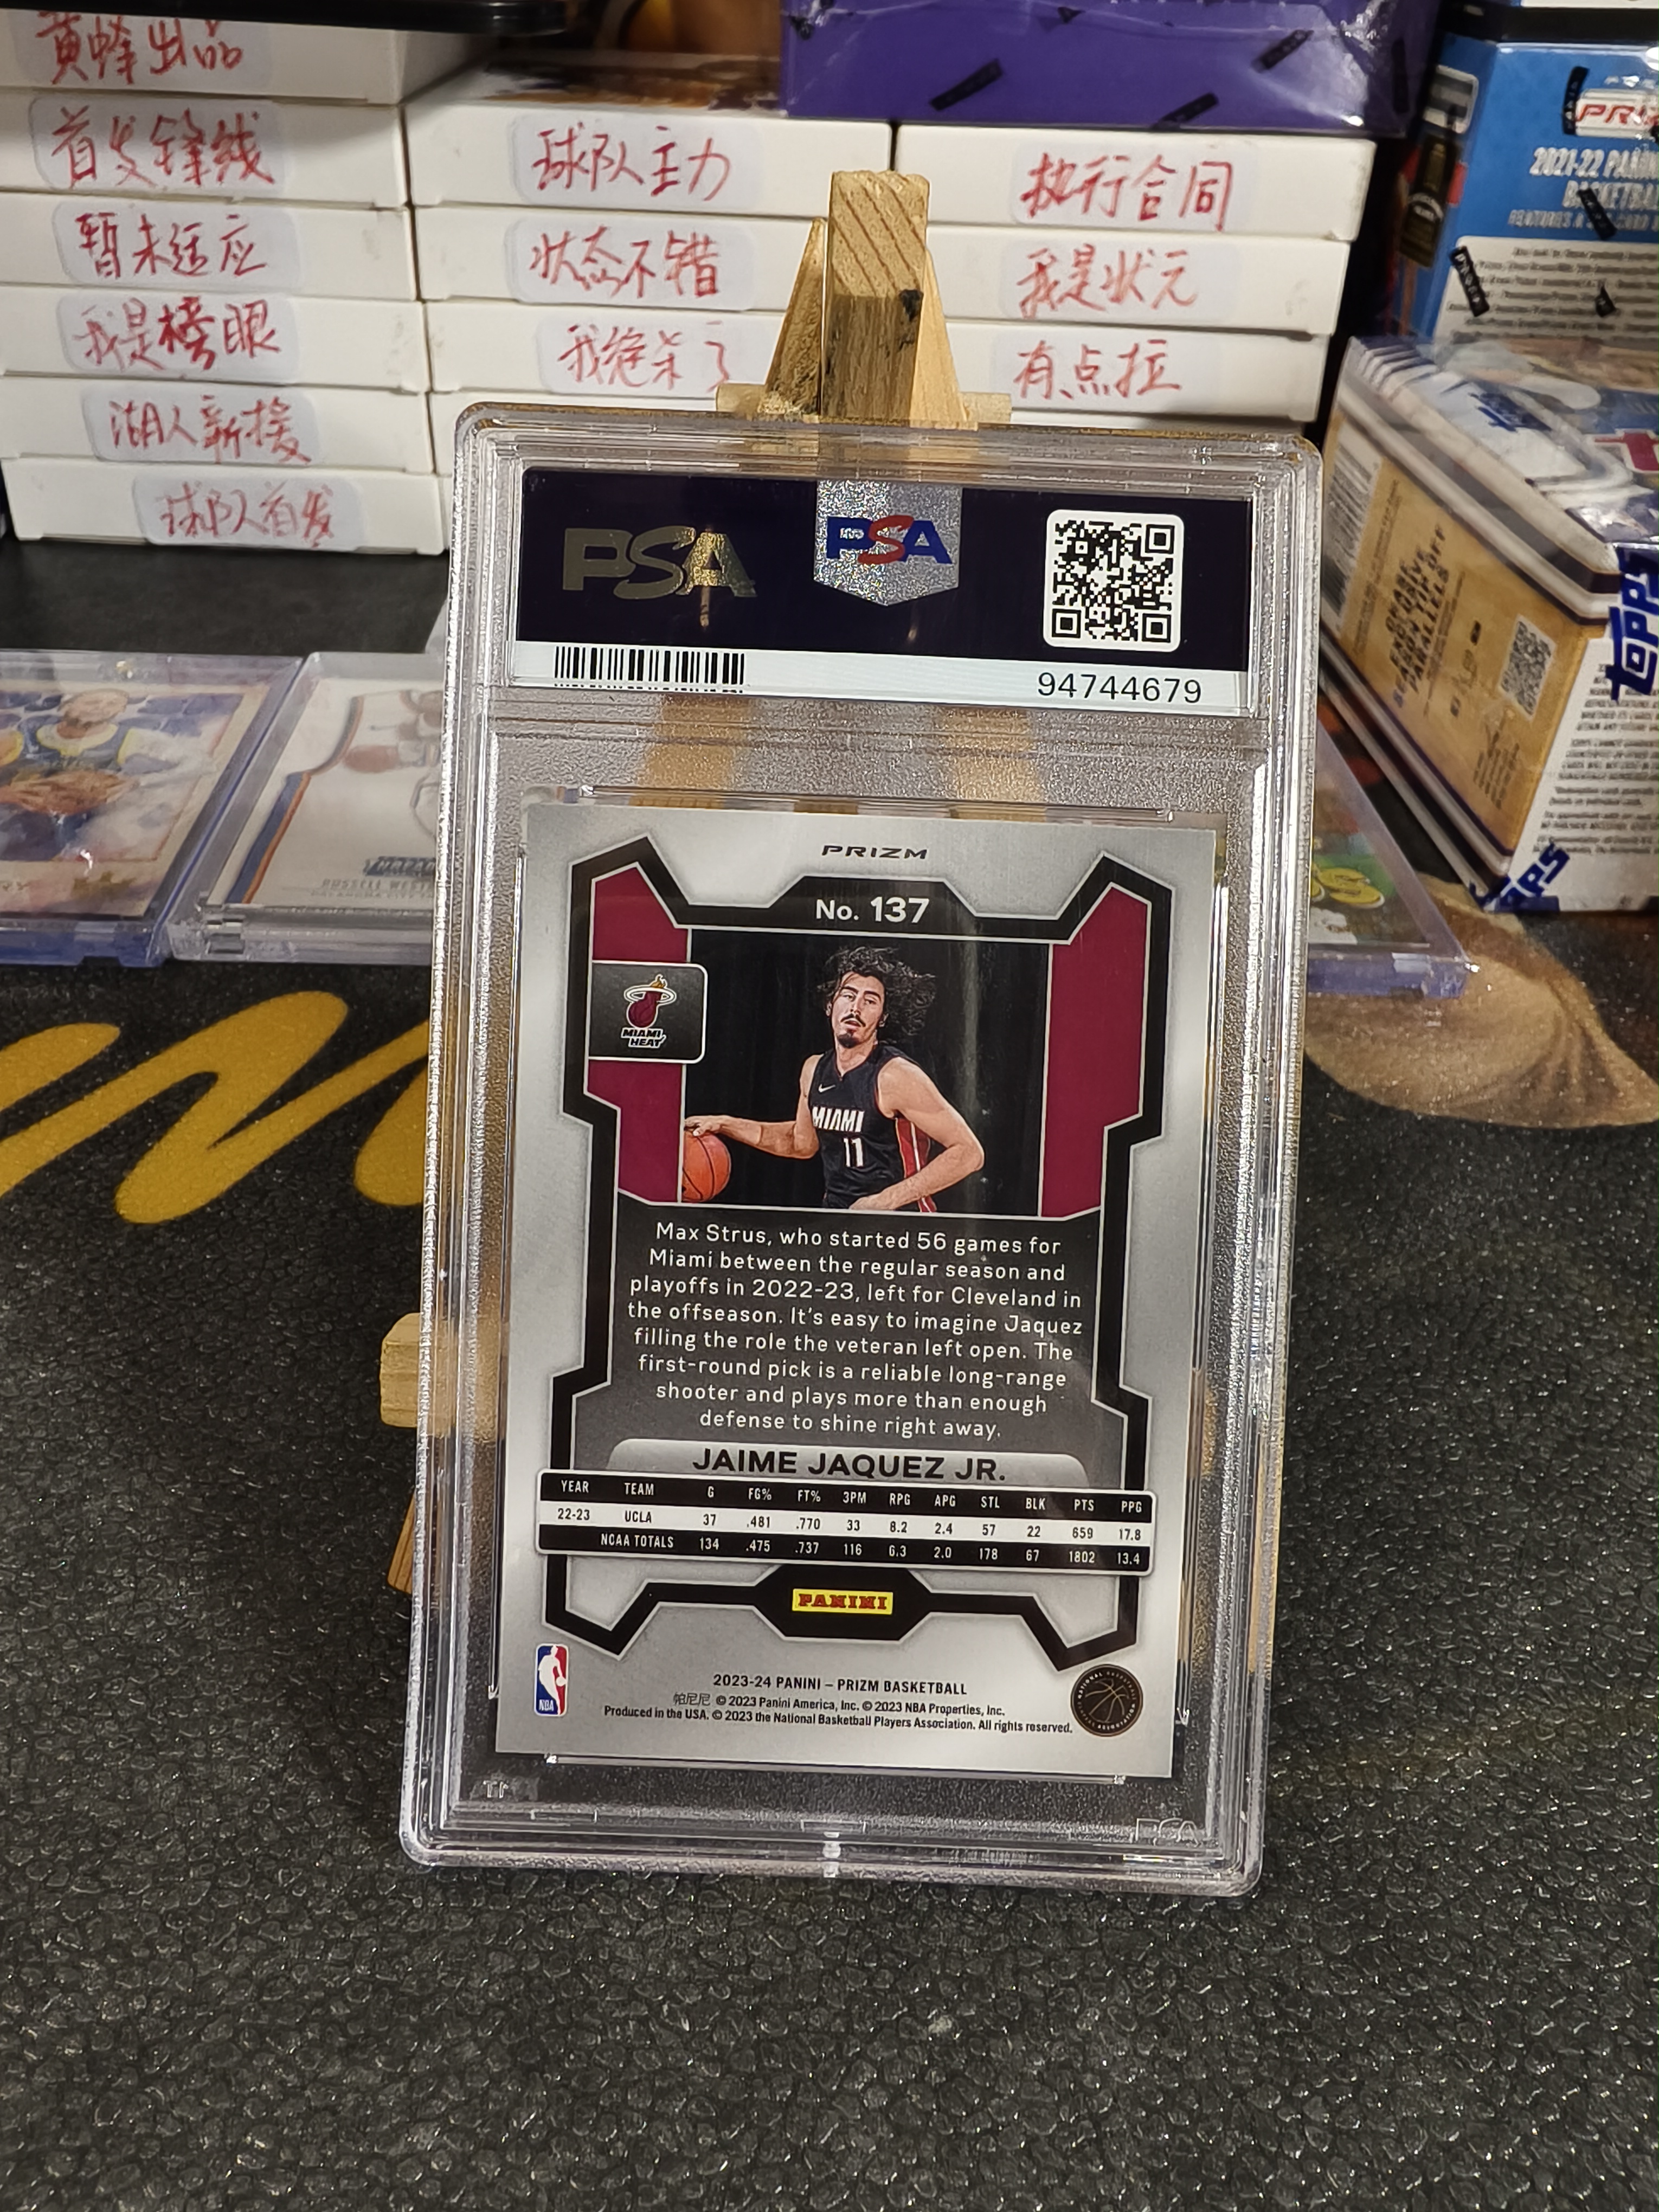 黄蜂出品
首发锋线
球队主力
执行合同
暂未适应
状态不错
我是状元
我是榜眼
我绝杀了
有点拉
湖人新援
球队首发
2021-22 PANINI
PSA
PSA
94744679
PRIZM
No. 137
MIAMI
HEAT
MIAMI
11
Max Strus, who started 56 games for
Miami between the regular season and
playoffs in 2022-23, left for Cleveland in
the offseason. It's easy to imagine Jaquez
filling the role the veteran left open. The
first-round pick is a reliable long-range
shooter and plays more than enough
defense to shine right away.
JAIME JAQUEZ JR.
YEAR TEAM G FG% FT% 3PM RPG APG STL BLK PTS PPG
22-23 UCLA 37 .481 .770 33 8.2 2.4 57 22 659 17.8
NCAA TOTALS 134 .475 .737 116 6.3 2.0 178 67 1802 13.4
PANINI
NBA
2023-24 PANINI – PRIZM BASKETBALL
帕尼尼 © 2023 Panini America, Inc. © 2023 NBA Properties, Inc.
Produced in the USA. © 2023 the National Basketball Players Association. All rights reserved.
PSA
TOPPS